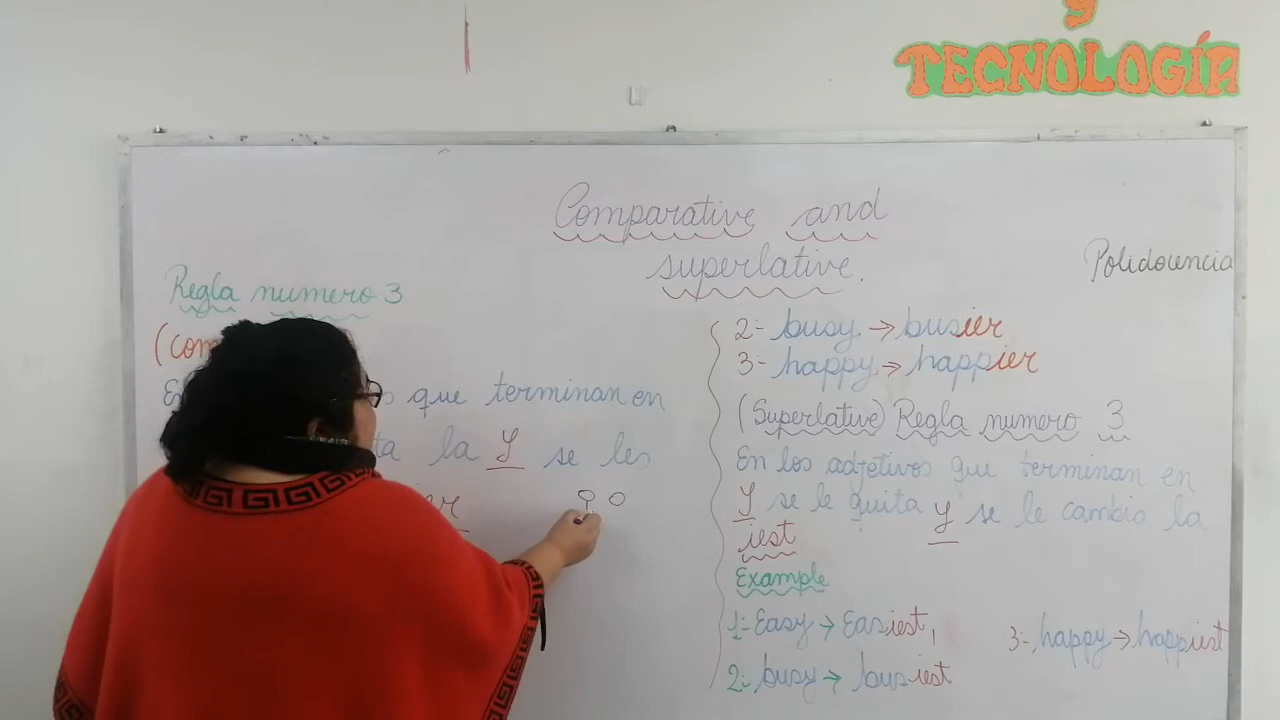 y
TECNOLOGÍA
Comparative and
superlative.
Polidocencia
Regla numero 3
(com
En que terminan en
la y se les
ier
2:- busy → busier
3:- happy → happier
(Superlative) Regla numero 3
En los adjetivos que terminan en
y se le quita y se le cambia la
iest
Example
1:- Easy → Easiest,
2:- busy → busiest
3:- happy → happiest